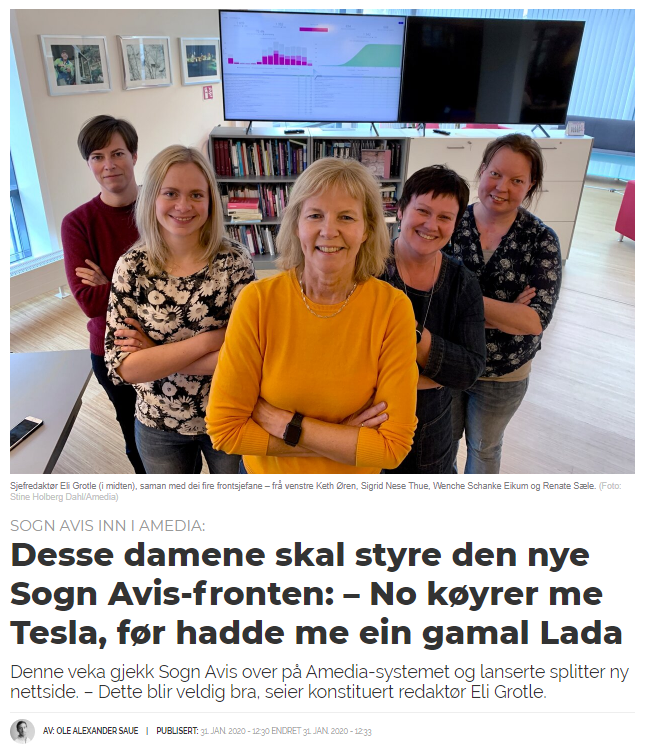 Sjefredaktør Eli Grotle (i midten), saman med dei fire frontsjefane – frå venstre Keth Øren, Sigrid Nese Thue, Wenche Schanke Eikum og Renate Sæle. (Foto:
Stine Holberg Dahl/Amedia)
SOGN AVIS INN I AMEDIA:
Desse damene skal styre den nye
Sogn Avis-fronten: – No køyrer me
Tesla, før hadde me ein gamal Lada
Denne veka gjekk Sogn Avis over på Amedia-systemet og lanserte splitter ny
nettside. – Dette blir veldig bra, seier konstituert redaktør Eli Grotle.
AV: OLE ALEXANDER SAUE | PUBLISERT: 31. JAN. 2020 - 12:30 ENDRET 31. JAN. 2020 - 12:33